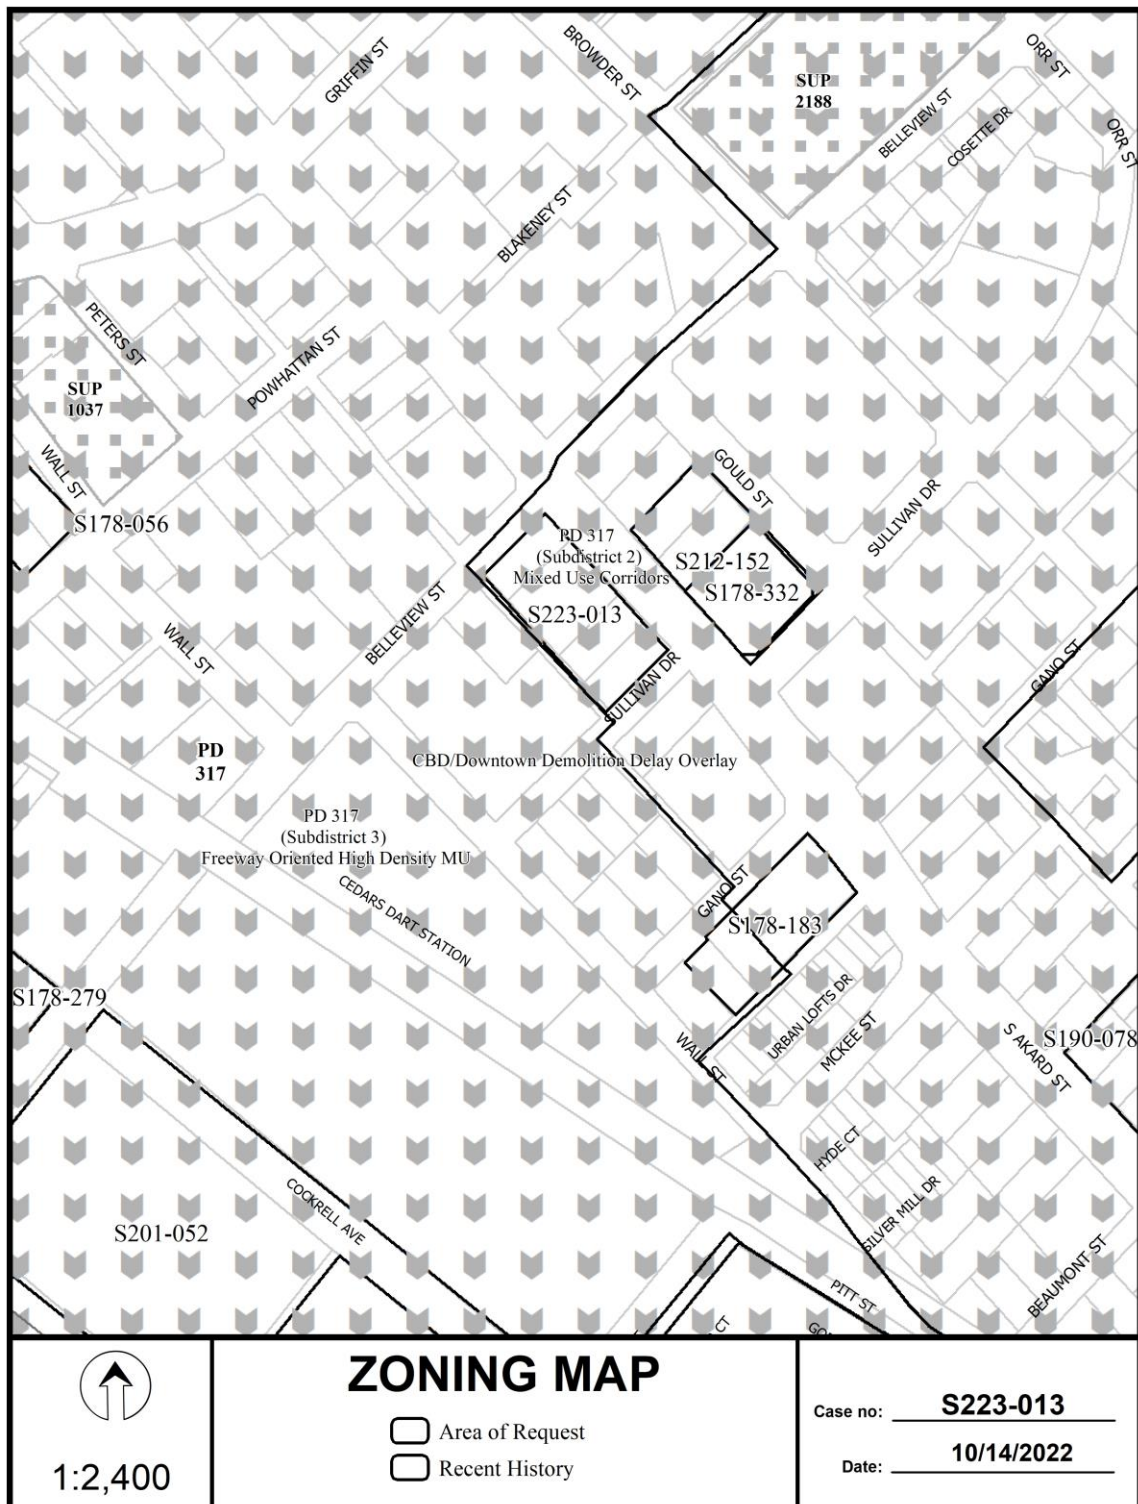 GRIFFIN ST
BROWDER ST
SUP
2188
ORR ST
BELLEVIEW ST
COSETTE DR
ORR ST
BLAKENEY ST
PETERS ST
POWHATTAN ST
SUP
1037
WALL ST
S178-056
GOULD ST
SULLIVAN DR
PD 317
(Subdistrict 2)
Mixed Use Corridors
S212-152
S178-332
S223-013
BELLEVIEW ST
WALL ST
SULLIVAN DR
GANO ST
PD
317
CBD/Downtown Demolition Delay Overlay
PD 317
(Subdistrict 3)
Freeway Oriented High Density MU
CEDARS DART STATION
GANO ST
S178-183
S178-279
URBAN LOFTS DR
MCKEE ST
WALL ST
S AKARD ST
S190-078
HYDE CT
SILVER MILL DR
COCKRELL AVE
S201-052
BEAUMONT ST
PITT ST
CT
1:2,400
ZONING MAP
Area of Request
Recent History
Case no: S223-013
Date: 10/14/2022